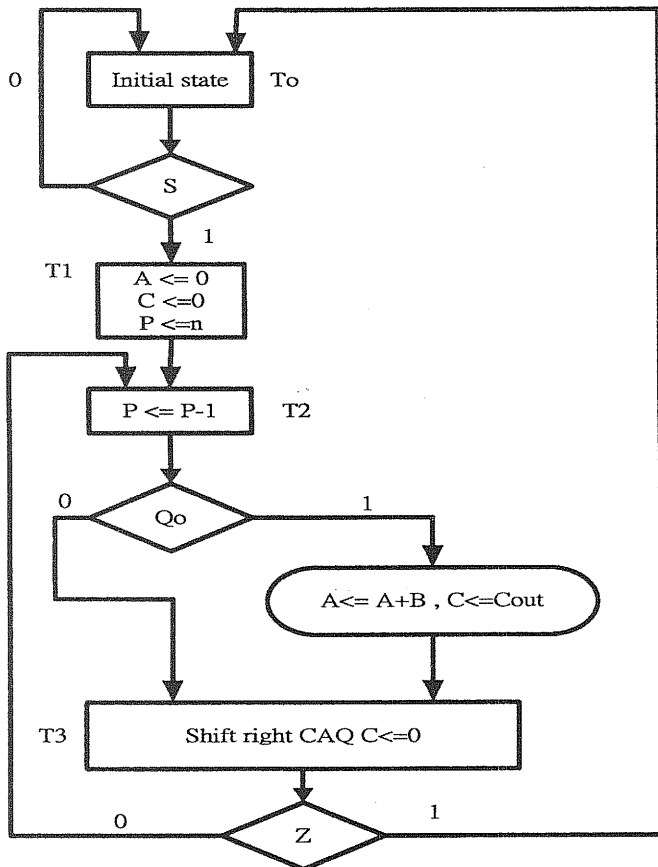 Initial state
To
0
S
1
T1
A <= 0
C <=0
P <=n
P <= P-1
T2
0
Qo
1
A<= A+B , C<=Cout
T3
Shift right CAQ C<=0
0
Z
1